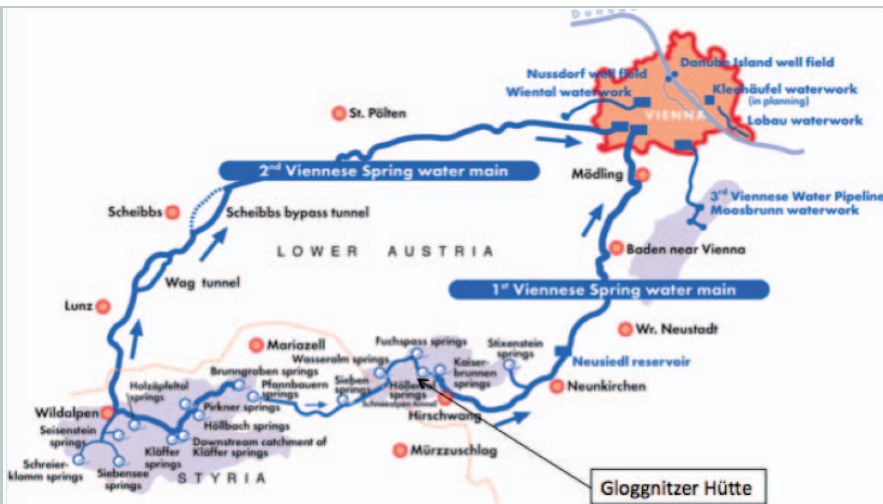 Danube Island well field
Nussdorf well field
Wiental waterwork
Kleehäufel waterwork
(in planning)
VIENNA
Lobau waterwork
St. Pölten
2nd Viennese Spring water main
Mödling
3rd Viennese Water Pipeline
Moosbrunn waterwork
Scheibbs
Scheibbs bypass tunnel
LOWER AUSTRIA
Baden near Vienna
Wag tunnel
1st Viennese Spring water main
Lunz
Wr. Neustadt
Mariazell
Fuchspass springs
Stixenstein
springs
Wasseralm springs
Kaiser-
brunnen
springs
Neusiedl reservoir
Brunngraben springs
Pfannbauern
springs
Sieben
springs
Holzäpfeltal
springs
Pirkner springs
Höllbach springs
Wildalpen
Hirschwang
Neunkirchen
Seisenstein
springs
Kläffer
springs
Downstream catchment of
Kläffer springs
Schreier-
klamm springs
Siebensee
springs
STYRIA
Mürzzuschlag
Gloggnitzer Hütte